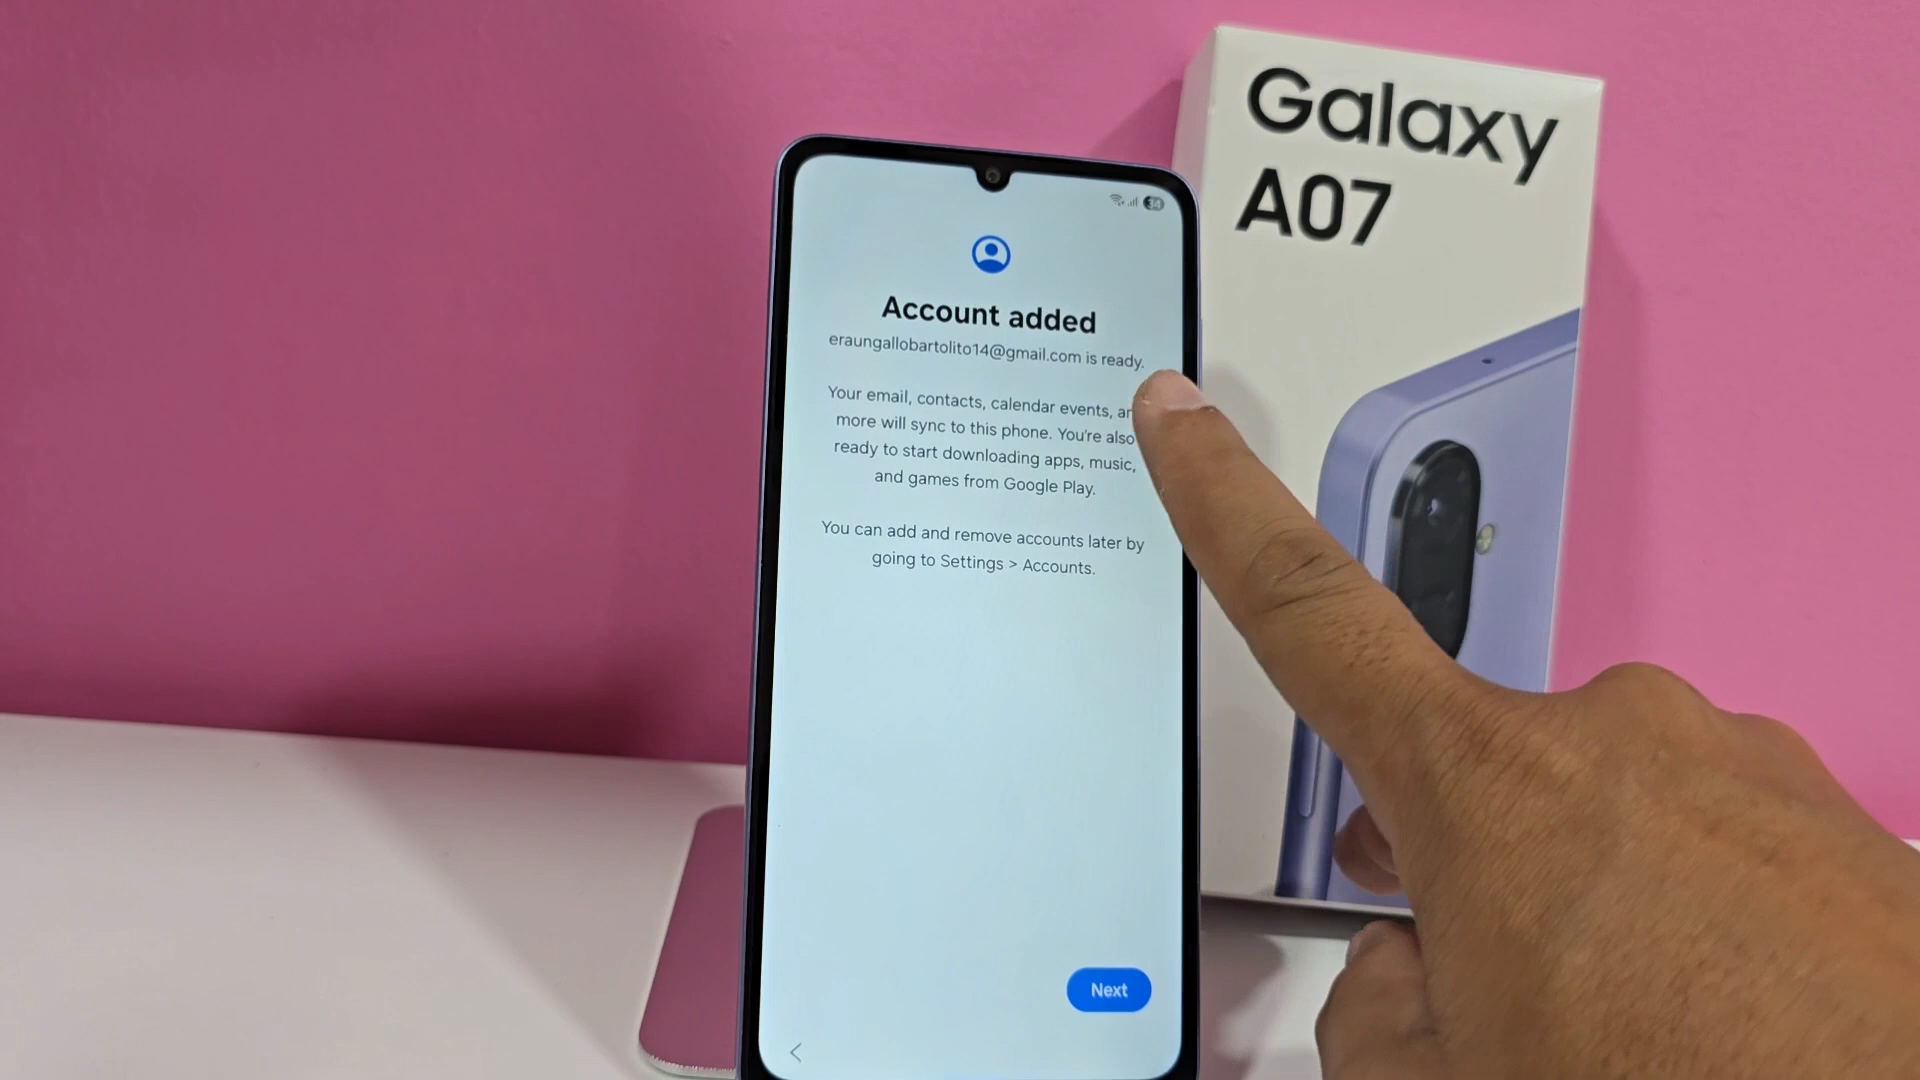 Galaxy
A07
34
Account added
eraungallobartolito14@gmail.com is ready.
Your email, contacts, calendar events,
more will sync to this phone. You're also
ready to start downloading apps, music,
and games from Google Play.
You can add and remove accounts later by
going to Settings > Accounts.
Next